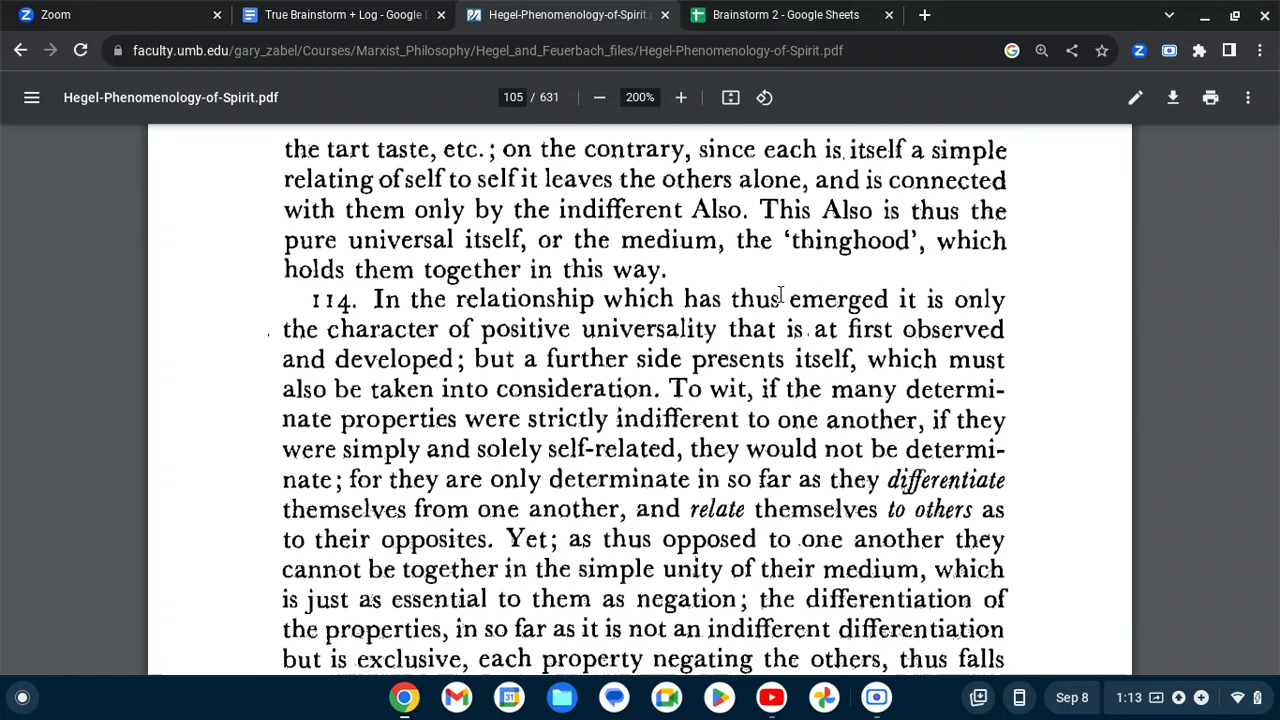 Zoom
True Brainstorm + Log - Google D
Hegel-Phenomenology-of-Spirit.p
Brainstorm 2 - Google Sheets
faculty.umb.edu/gary_zabel/Courses/Marxist_Philosophy/Hegel_and_Feuerbach_files/Hegel-Phenomenology-of-Spirit.pdf
Hegel-Phenomenology-of-Spirit.pdf
105 / 631
200%
the tart taste, etc.; on the contrary, since each is itself a simple
relating of self to self it leaves the others alone, and is connected
with them only by the indifferent Also. This Also is thus the
pure universal itself, or the medium, the ‘thinghood’, which
holds them together in this way.
114. In the relationship which has thus emerged it is only
the character of positive universality that is at first observed
and developed; but a further side presents itself, which must
also be taken into consideration. To wit, if the many determi-
nate properties were strictly indifferent to one another, if they
were simply and solely self-related, they would not be determi-
nate; for they are only determinate in so far as they differentiate
themselves from one another, and relate themselves to others as
to their opposites. Yet; as thus opposed to one another they
cannot be together in the simple unity of their medium, which
is just as essential to them as negation; the differentiation of
the properties, in so far as it is not an indifferent differentiation
but is exclusive, each property negating the others, thus falls
31
Sep 8
1:13